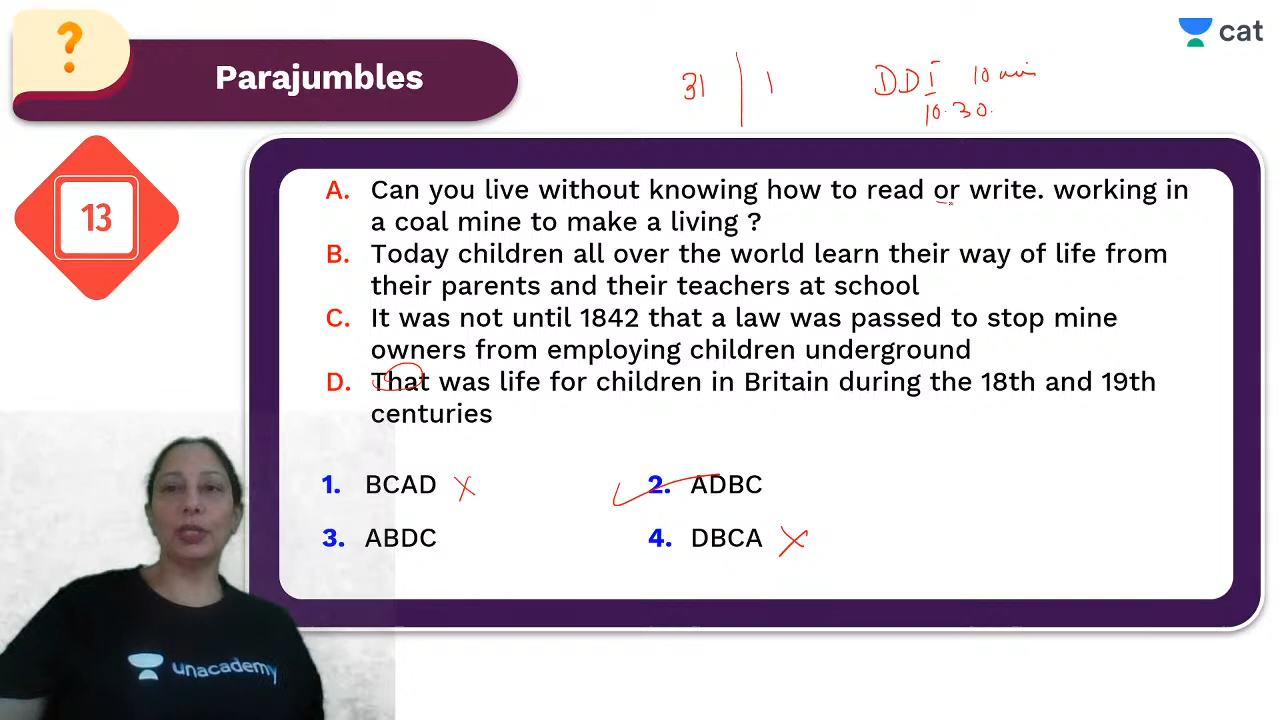 ?
Parajumbles
31 | 1
DDI 10 min
10.30.
cat
13
A. Can you live without knowing how to read or write. working in
a coal mine to make a living ?
B. Today children all over the world learn their way of life from
their parents and their teachers at school
C. It was not until 1842 that a law was passed to stop mine
owners from employing children underground
D. That was life for children in Britain during the 18th and 19th
centuries
1. BCAD X
2. ADBC
3. ABDC
4. DBCA X
unacademy